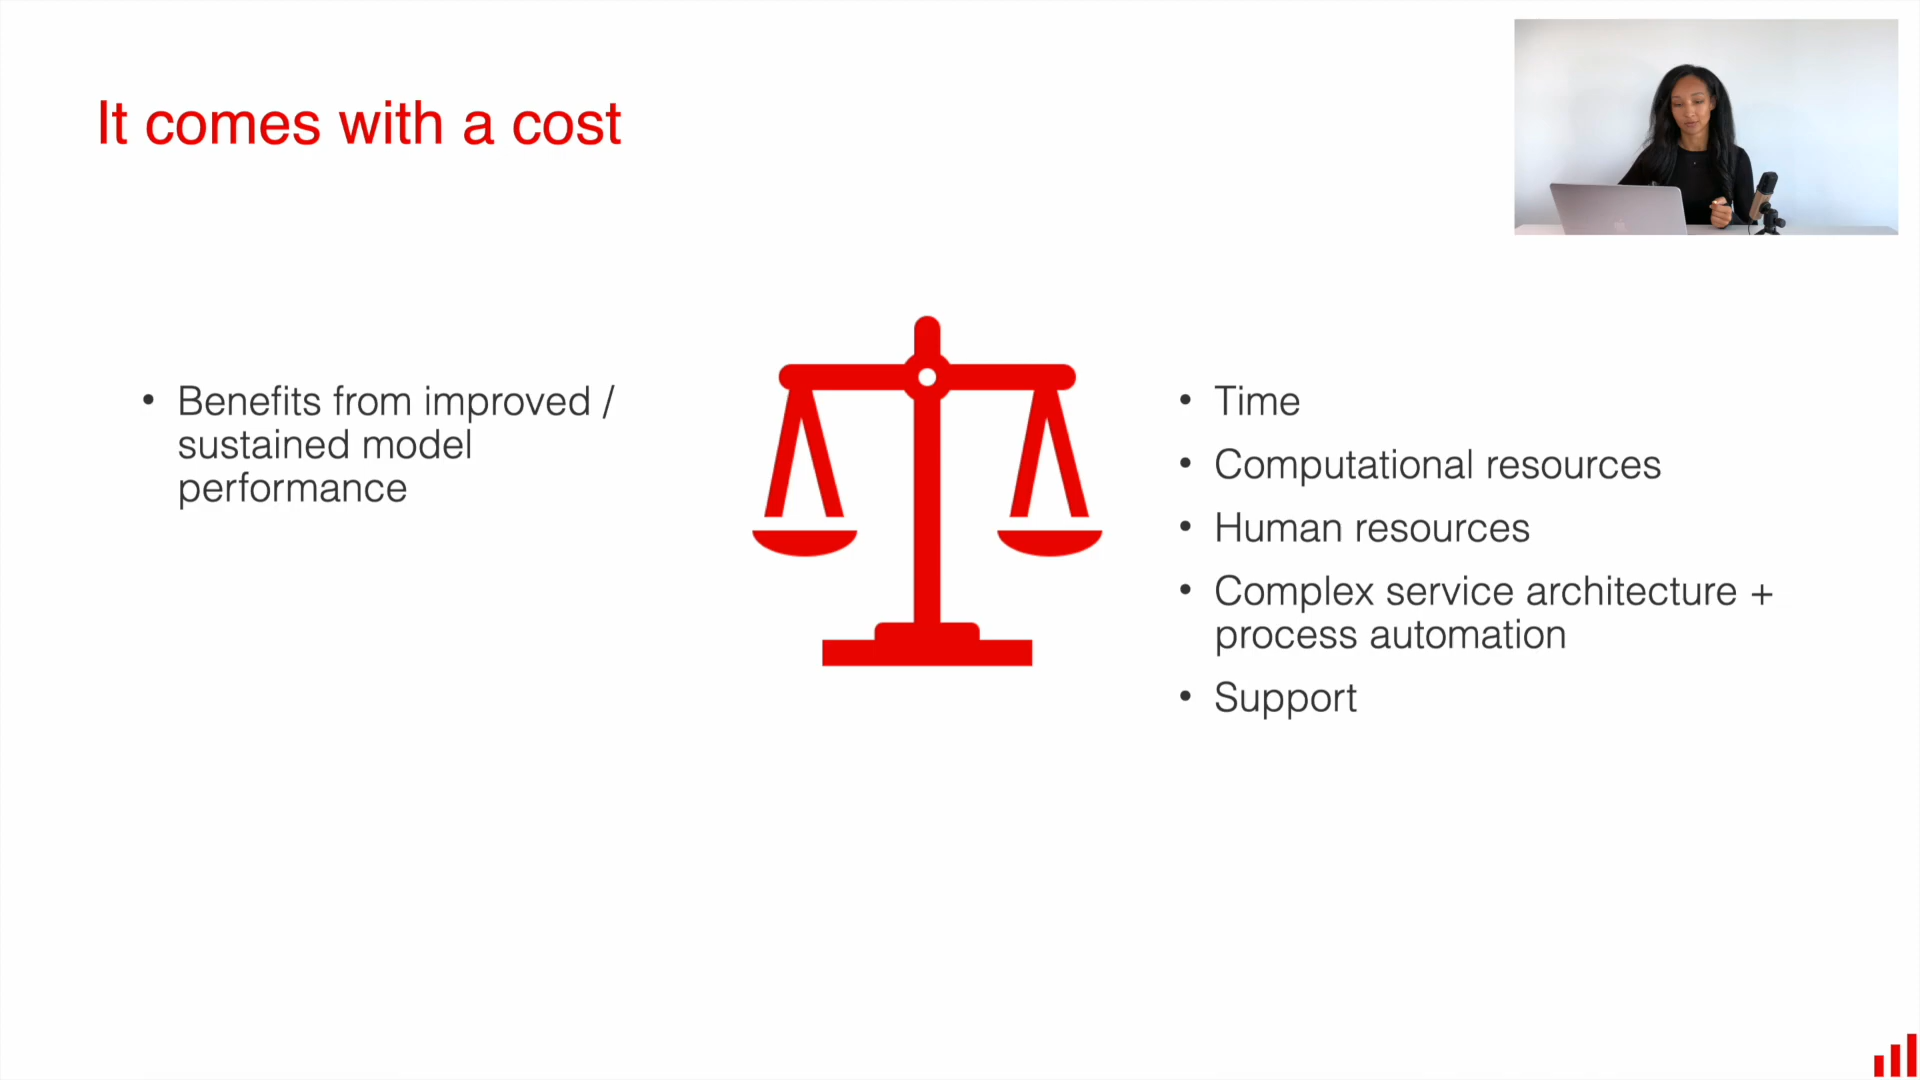 It comes with a cost
• Benefits from improved /
sustained model
performance
• Time
• Computational resources
• Human resources
• Complex service architecture +
process automation
• Support